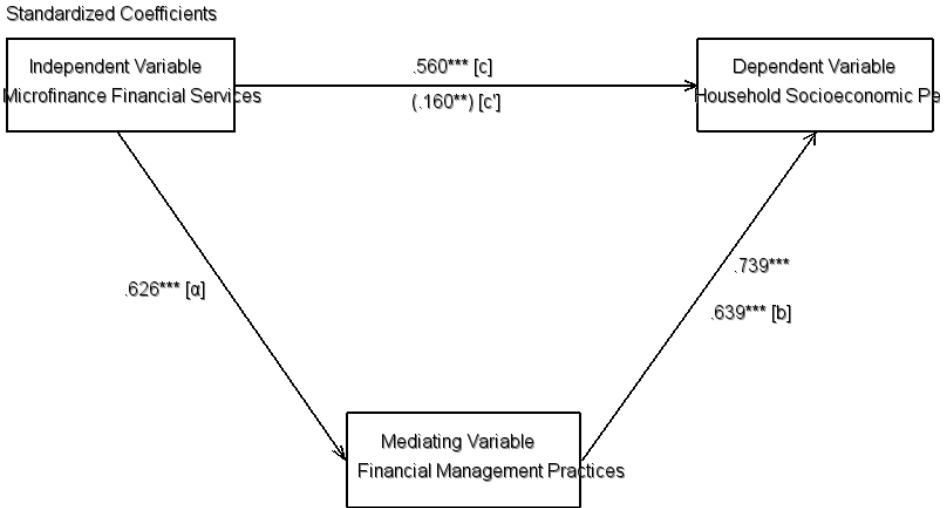 Standardized Coefficients
Independent Variable
Microfinance Financial Services
.560*** [c]
(.160**) [c']
Dependent Variable
Household Socioeconomic Pe
.626*** [α]
.739***
.639*** [b]
Mediating Variable
Financial Management Practices